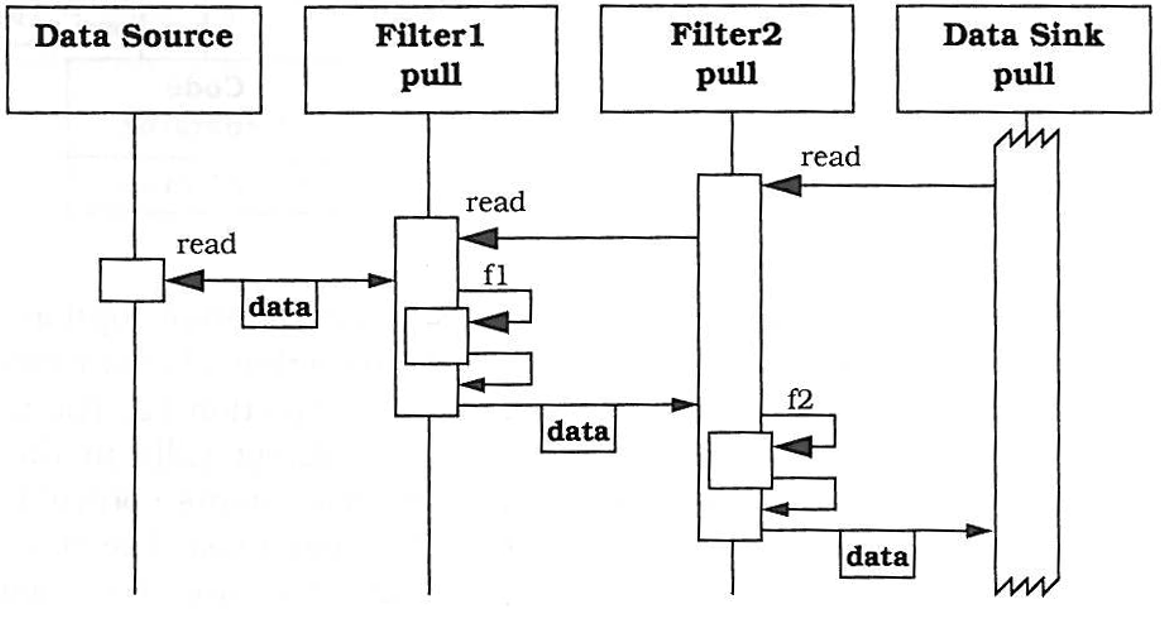 Data Source
Filter1
pull
Filter2
pull
Data Sink
pull
read
read
read
data
f1
data
f2
data